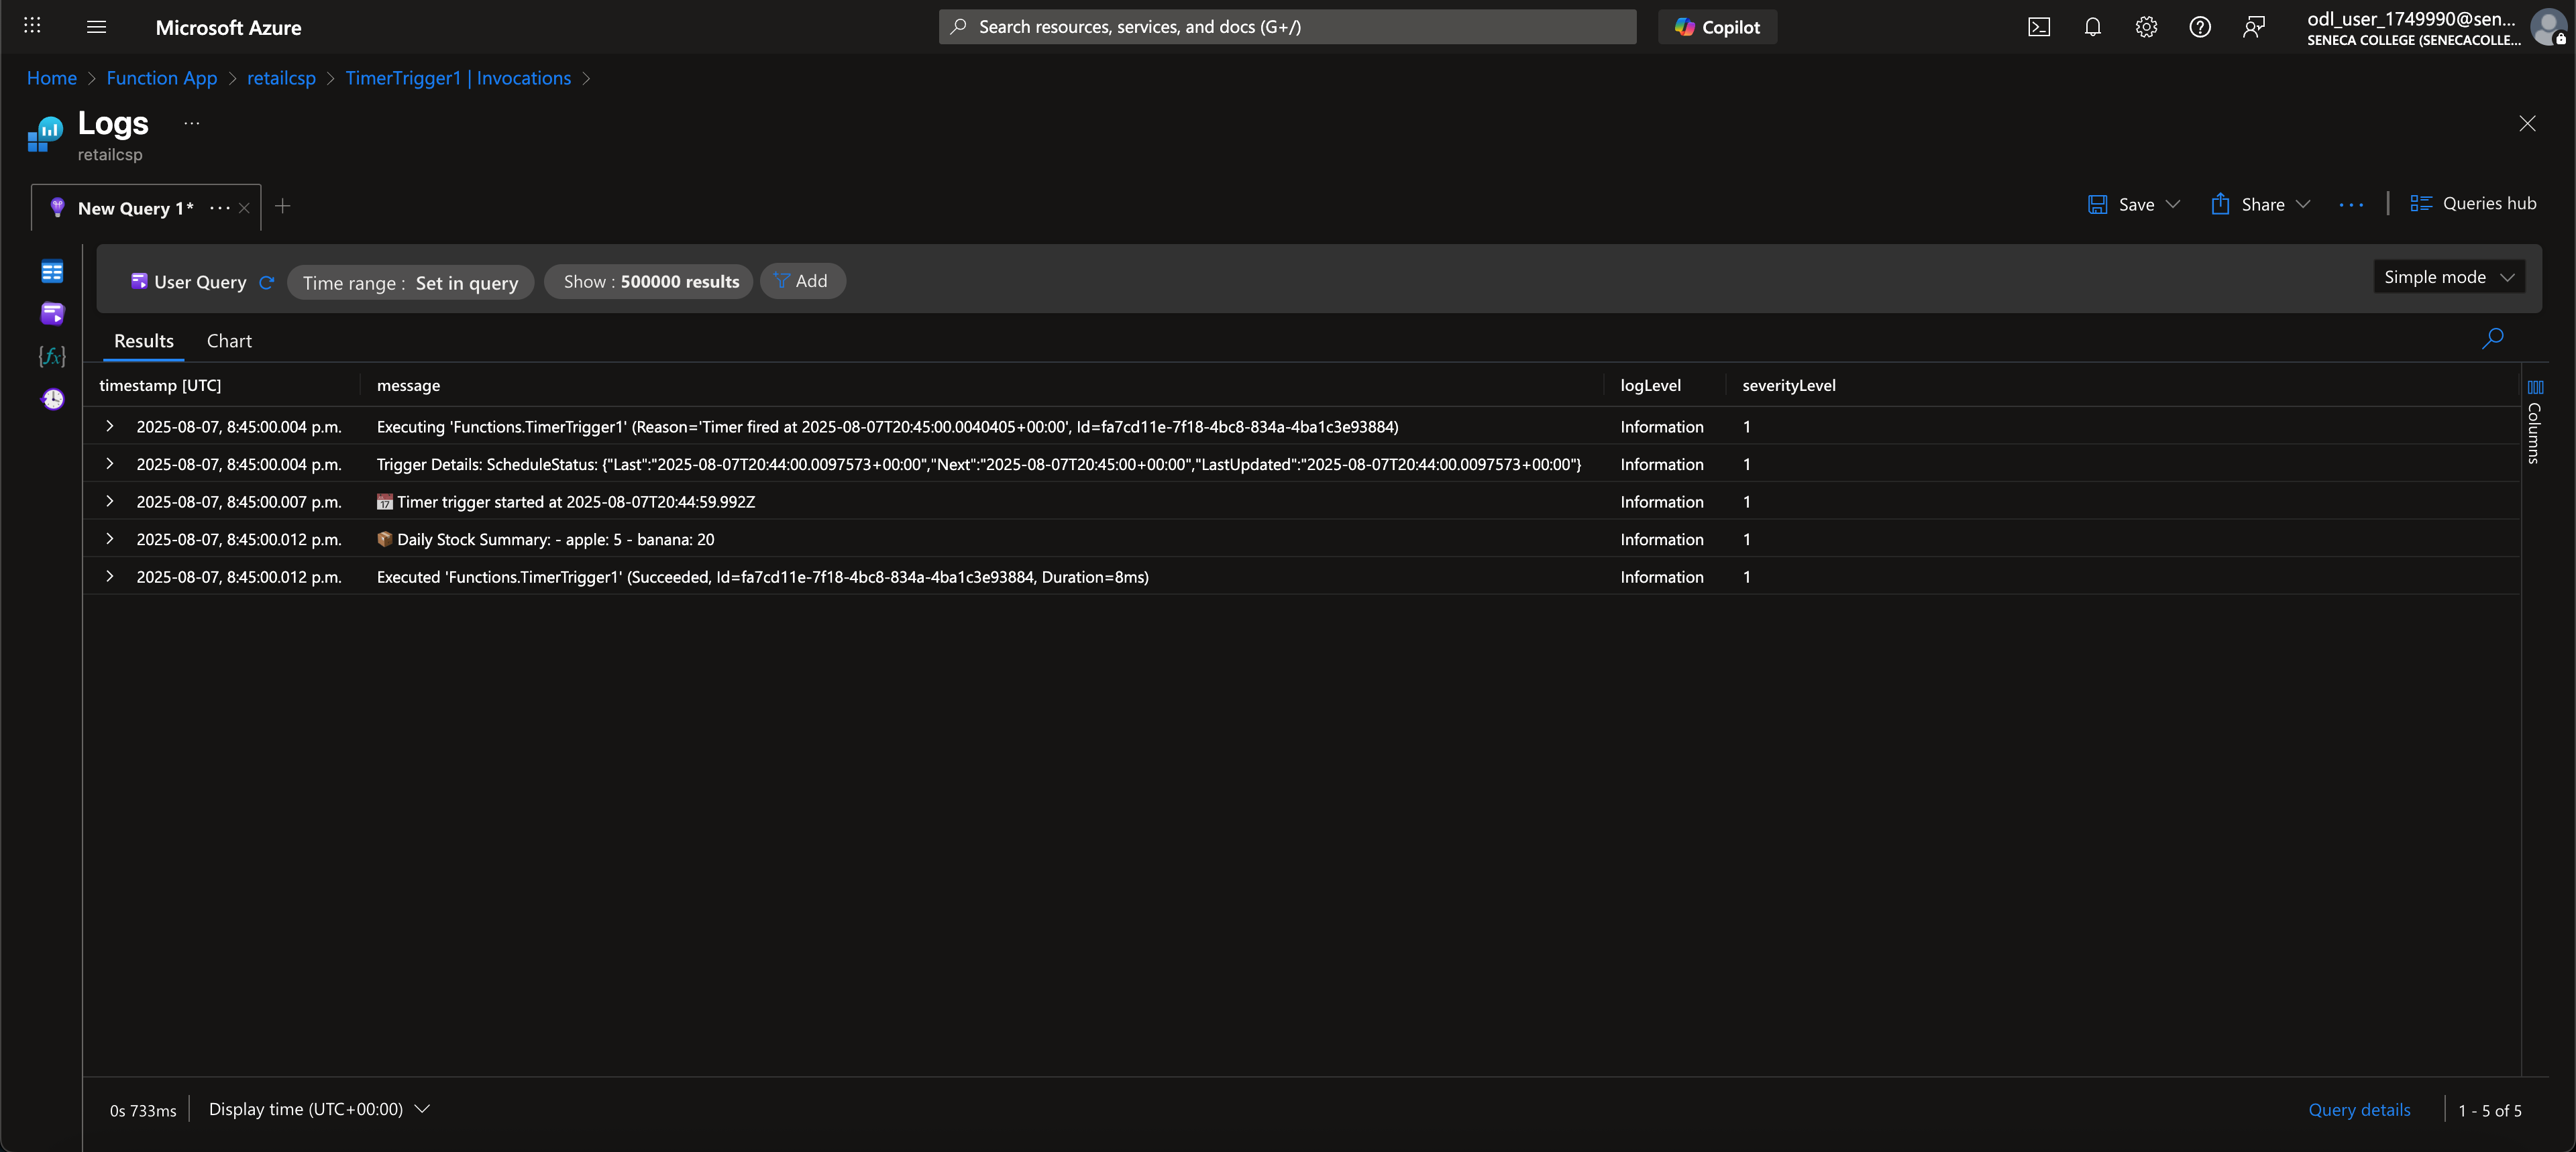 Microsoft Azure
Search resources, services, and docs (G+/)
Copilot
odl_user_1749990@sen...
SENECA COLLEGE (SENECACOLLE...
Home > Function App > retailcsp > TimerTrigger1 | Invocations >
Logs ...
retailcsp
New Query 1* ...
Save
Share
...
Queries hub
User Query
Time range : Set in query
Show : 500000 results
Add
Simple mode
Results
Chart
timestamp [UTC] message logLevel severityLevel
2025-08-07, 8:45:00.004 p.m. Executing 'Functions.TimerTrigger1' (Reason='Timer fired at 2025-08-07T20:45:00.0040405+00:00', Id=fa7cd11e-7f18-4bc8-834a-4ba1c3e93884) Information 1
2025-08-07, 8:45:00.004 p.m. Trigger Details: ScheduleStatus: {"Last":"2025-08-07T20:44:00.0097573+00:00","Next":"2025-08-07T20:45:00+00:00","LastUpdated":"2025-08-07T20:44:00.0097573+00:00"} Information 1
2025-08-07, 8:45:00.007 p.m. 📅 Timer trigger started at 2025-08-07T20:44:59.992Z Information 1
2025-08-07, 8:45:00.012 p.m. 📦 Daily Stock Summary: - apple: 5 - banana: 20 Information 1
2025-08-07, 8:45:00.012 p.m. Executed 'Functions.TimerTrigger1' (Succeeded, Id=fa7cd11e-7f18-4bc8-834a-4ba1c3e93884, Duration=8ms) Information 1
Columns
0s 733ms
Display time (UTC+00:00)
Query details
1 - 5 of 5